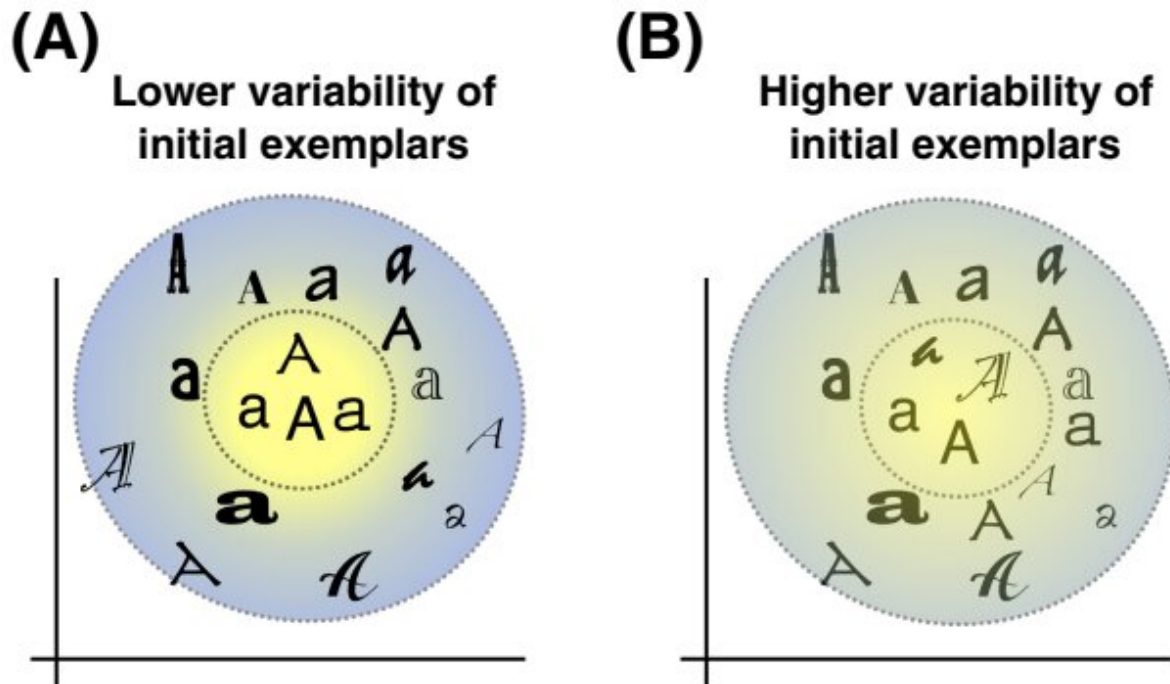 (A)
Lower variability of
initial exemplars
A A a a
A
A
a a
a A a
A
A
a
a a
A A
(B)
Higher variability of
initial exemplars
A A a a
A
a A
a a
a a
A
A
a A a
A A